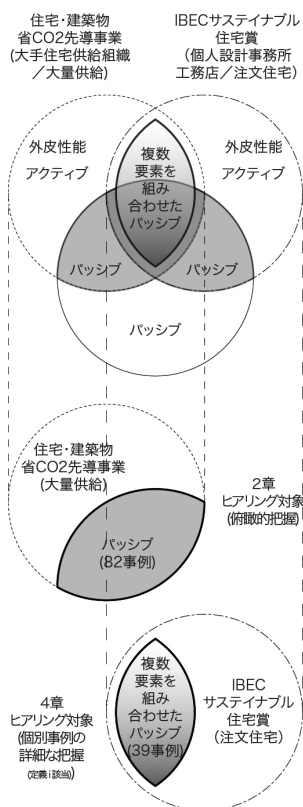 住宅・建築物
省CO2先導事業
(大手住宅供給組織
／大量供給)
IBECサステイナブル
住宅賞
(個人設計事務所
工務店／注文住宅)
外皮性能
アクティブ
複数
要素を
組み
合わせた
パッシブ
外皮性能
アクティブ
パッシブ
パッシブ
パッシブ
住宅・建築物
省CO2先導事業
(大量供給)
パッシブ
(82事例)
2章
ヒアリング対象
(俯瞰的把握)
4章
ヒアリング対象
(個別事例の
詳細な把握
(定義i該当))
複数
要素を
組み
合わせた
パッシブ
(39事例)
IBEC
サステイナブル
住宅賞
(注文住宅)